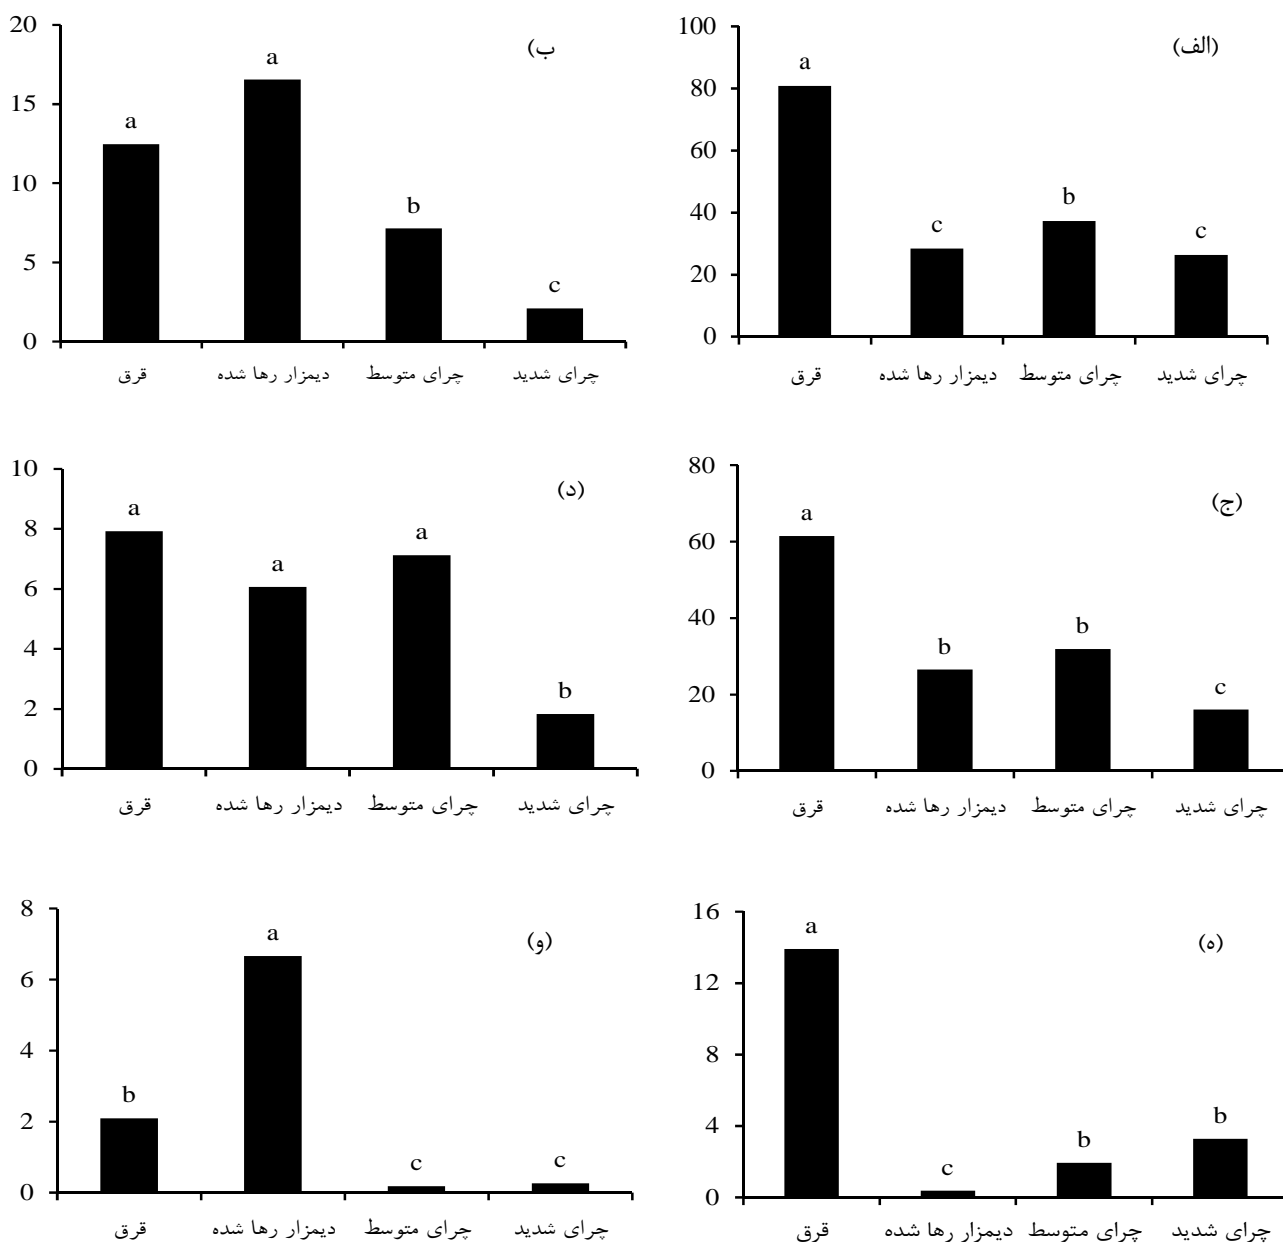 (الف)
100
80
60
40
20
0
a
c
b
c
قرق
دیمزار رها شده
چرای متوسط
چرای شدید
ب)
20
15
10
5
0
a
a
b
c
قرق
دیمزار رها شده
چرای متوسط
چرای شدید
(ج)
80
60
40
20
0
a
b
b
c
قرق
دیمزار رها شده
چرای متوسط
چرای شدید
(د)
10
8
6
4
2
0
a
a
a
b
قرق
دیمزار رها شده
چرای متوسط
چرای شدید
(ه)
16
12
8
4
0
a
c
b
b
قرق
دیمزار رها شده
چرای متوسط
چرای شدید
(و)
8
6
4
2
0
b
a
c
c
قرق
دیمزار رها شده
چرای متوسط
چرای شدید